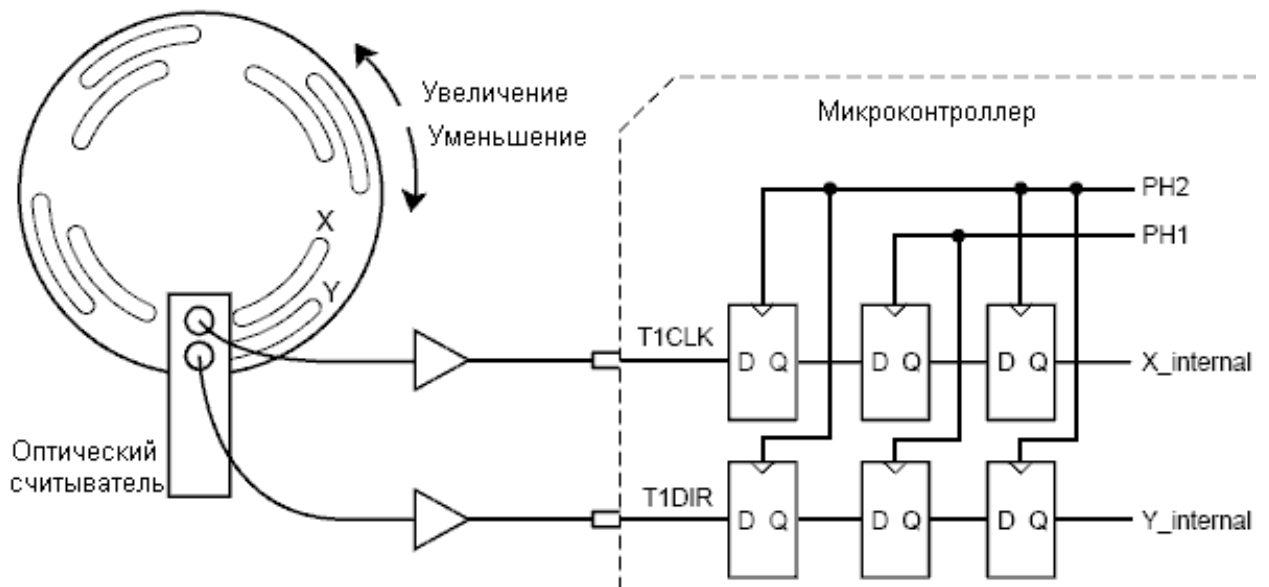 Увеличение
Уменьшение
Микроконтроллер
X
Y
PH2
PH1
T1CLK
D Q
D Q
D Q
X_internal
Оптический
считыватель
T1DIR
D Q
D Q
D Q
Y_internal